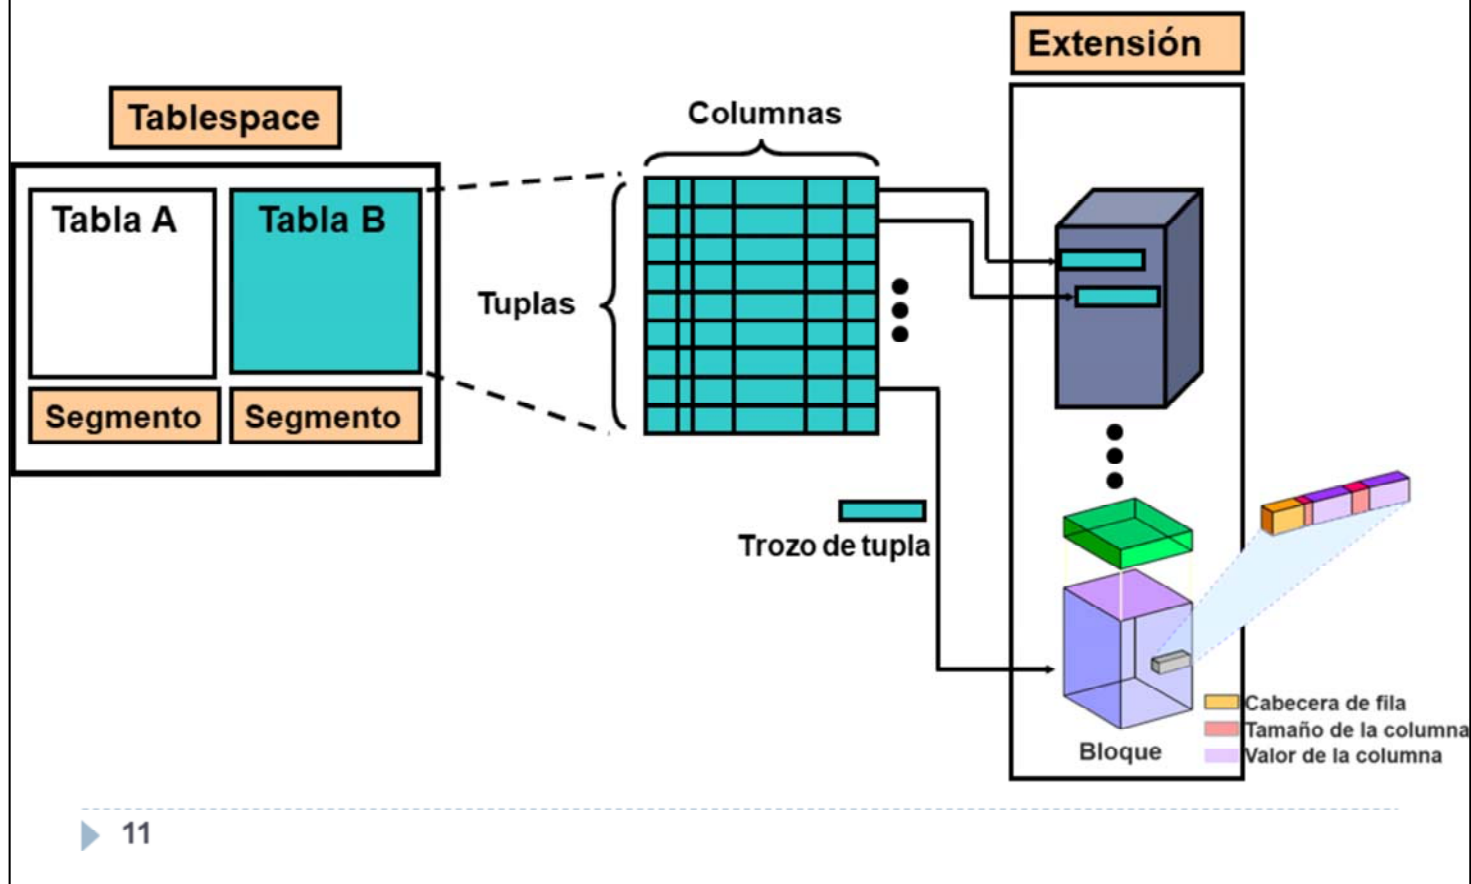 Extensión
Tablespace
Columnas
Tabla A
Tabla B
Tuplas
Segmento
Segmento
Trozo de tupla
Cabecera de fila
Tamaño de la columna
Valor de la columna
Bloque
11